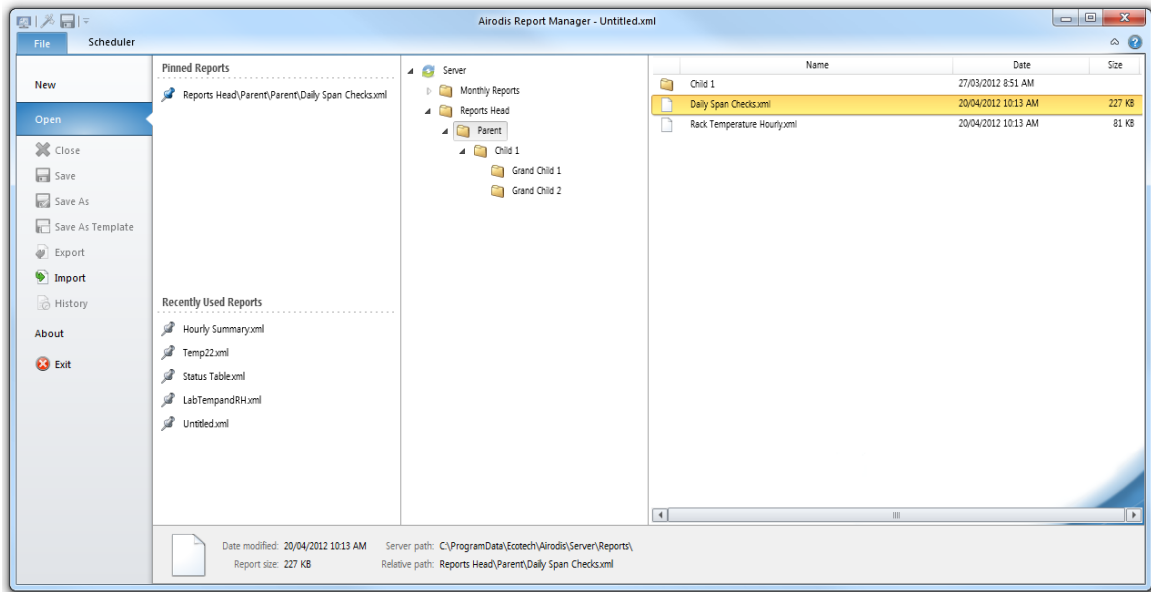 Airodis Report Manager - Untitled.xml
File Scheduler
New
Open
Close
Save
Save As
Save As Template
Export
Import
History
About
Exit
Pinned Reports
Reports Head\Parent\Parent\Daily Span Checks.xml
Recently Used Reports
Hourly Summary.xml
Temp22.xml
Status Table.xml
LabTempandRH.xml
Untitled.xml
Server
Monthly Reports
Reports Head
Parent
Child 1
Grand Child 1
Grand Child 2
Name Date Size
Child 1 27/03/2012 8:51 AM
Daily Span Checks.xml 20/04/2012 10:13 AM 227 KB
Rack Temperature Hourly.xml 20/04/2012 10:13 AM 81 KB
Date modified: 20/04/2012 10:13 AM Server path: C:\ProgramData\Ecotech\Airodis\Server\Reports\
Report size: 227 KB Relative path: Reports Head\Parent\Daily Span Checks.xml